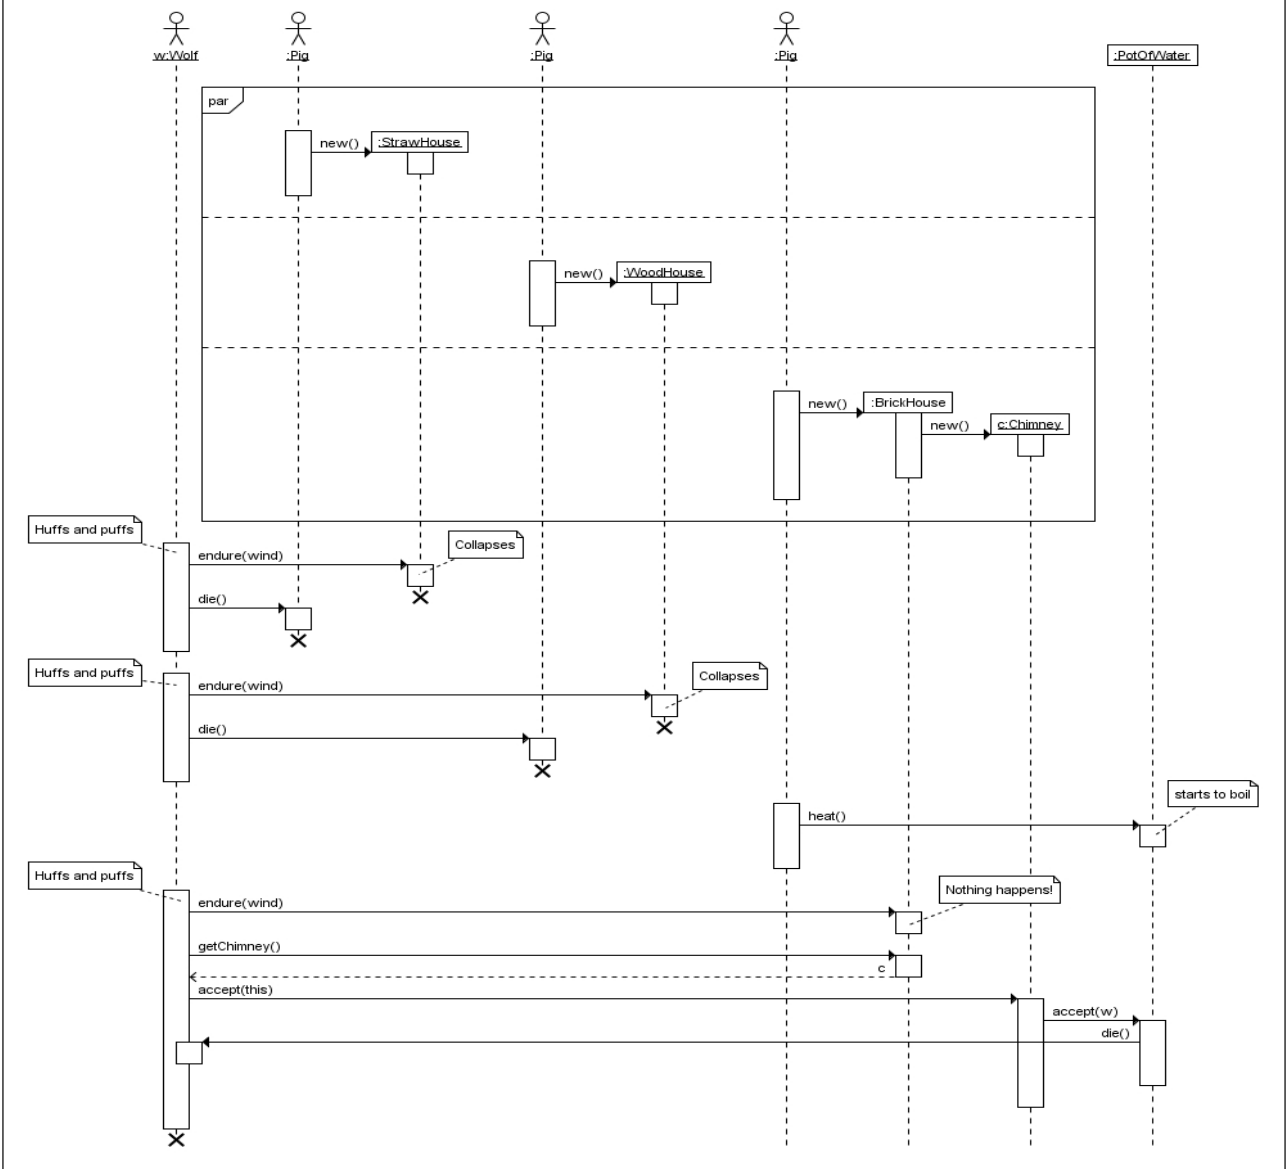 w:Wolf
:Pig
:Pig
:Pig
:PotOfWater
par
new()
:StrawHouse
new()
:WoodHouse
new()
:BrickHouse
new()
c:Chimney
Huffs and puffs
endure(wind)
Collapses
die()
Huffs and puffs
endure(wind)
Collapses
die()
starts to boil
heat()
Huffs and puffs
Nothing happens!
endure(wind)
getChimney()
c
accept(this)
accept(w)
die()